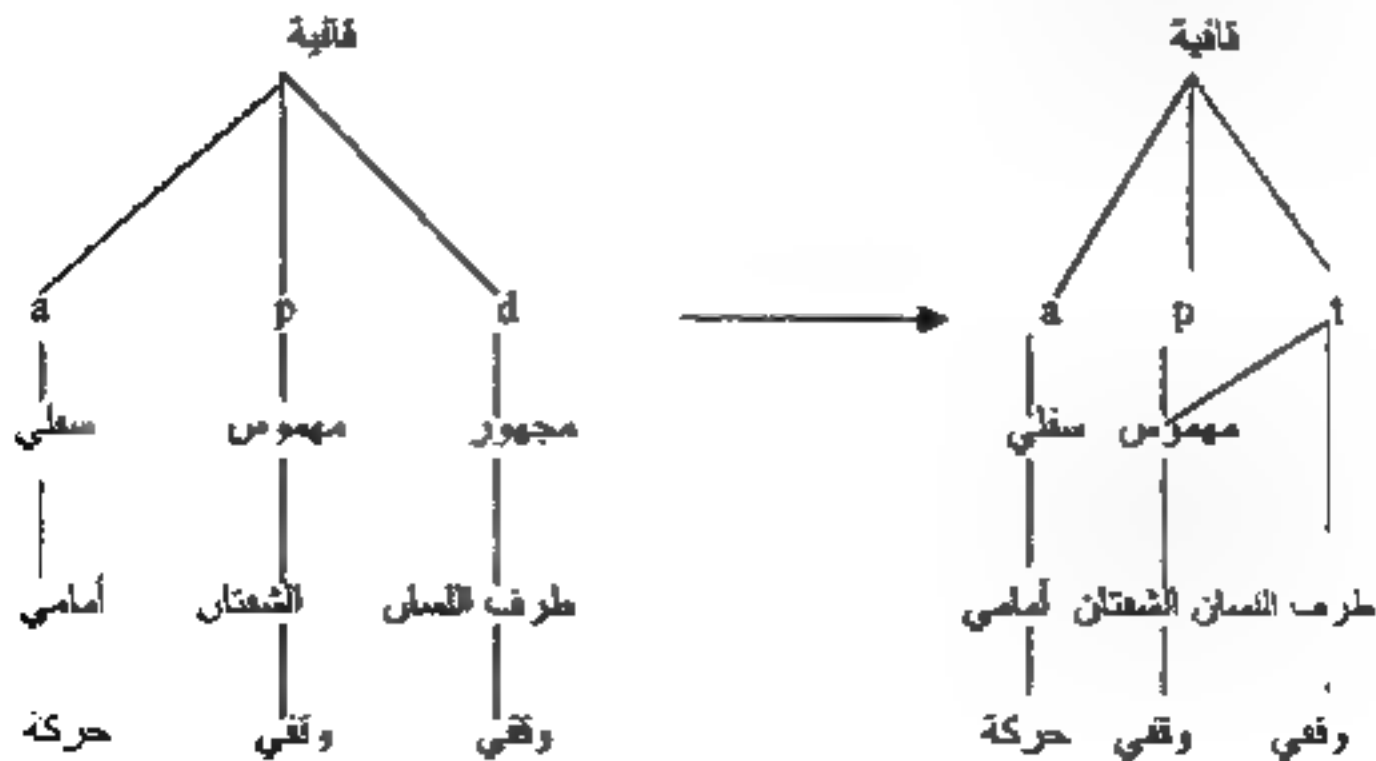 قافية قافية
a p d a p t
سفلي مهموس مجهور سفلي مهموس
أمامي الشفتان طرف اللسان أمامي الشفتان طرف اللسان
حركة وقفي وقفي حركة وقفي وقفي